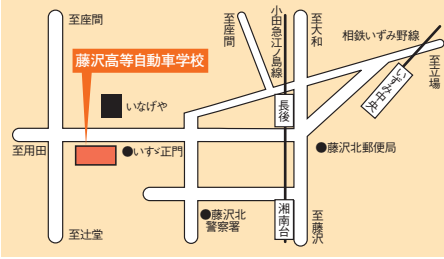 至座間
至座間
小田急江ノ島線
至大和
相鉄いずみ野線
至立場
藤沢高等自動車学校
いなげや
長後
いずみ中央
至用田
いすゞ正門
藤沢北郵便局
藤沢北
警察署
湘南台
至辻堂
至藤沢